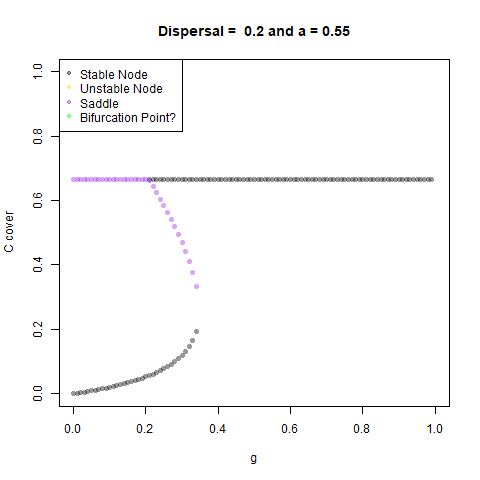 Dispersal =  0.2 and a = 0.55
Stable Node
Unstable Node
Saddle
Bifurcation Point?
C cover
1.0
0.8
0.6
0.4
0.2
0.0
0.0 0.2 0.4 0.6 0.8 1.0
g